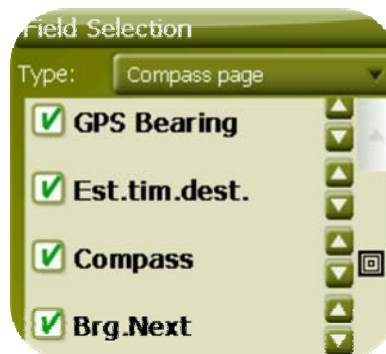 Field Selection
Type: Compass page
GPS Bearing
Est.tim.dest.
Compass
Brg.Next